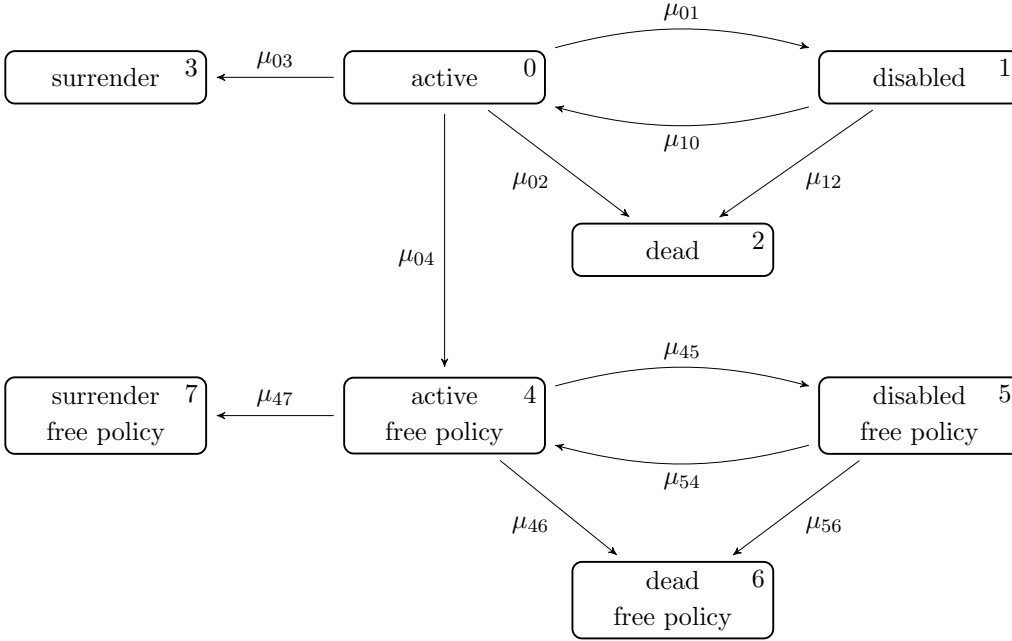 μ01
surrender 3
μ03
active 0
disabled 1
μ10
μ02
μ12
dead 2
μ04
μ45
surrender 7
free policy
μ47
active 4
free policy
disabled 5
free policy
μ54
μ46
μ56
dead 6
free policy